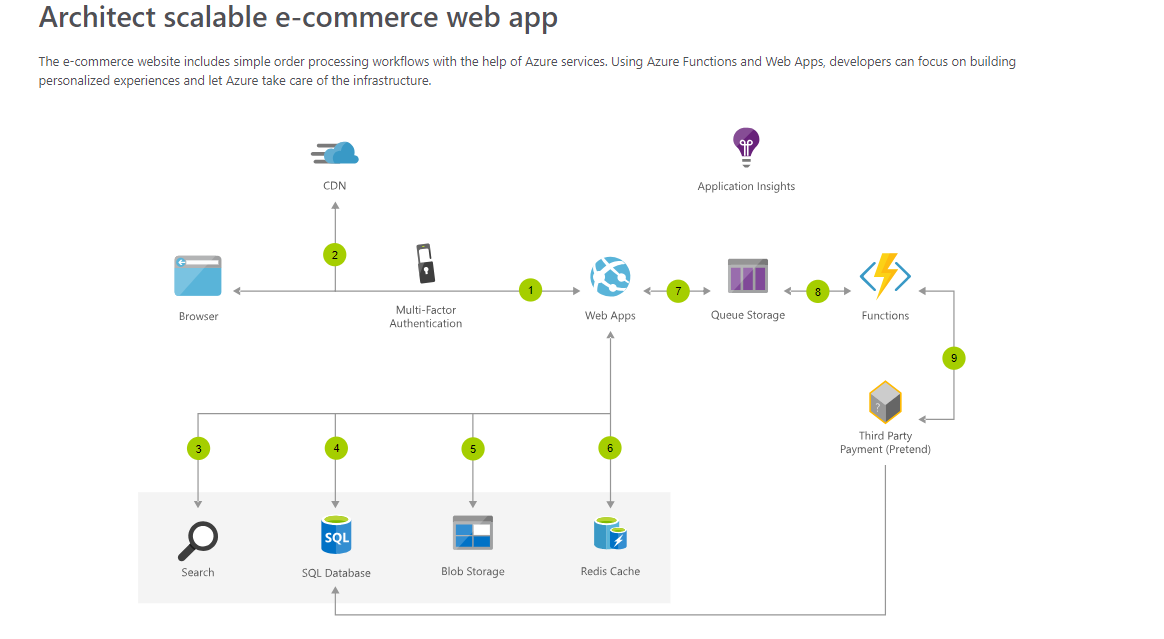 Architect scalable e-commerce web app
The e-commerce website includes simple order processing workflows with the help of Azure services. Using Azure Functions and Web Apps, developers can focus on building
personalized experiences and let Azure take care of the infrastructure.
CDN
Application Insights
2
Browser
Multi-Factor
Authentication
1
Web Apps
7
Queue Storage
8
Functions
9
Third Party
Payment (Pretend)
3
4
5
6
?
SQL
Search
SQL Database
Blob Storage
Redis Cache